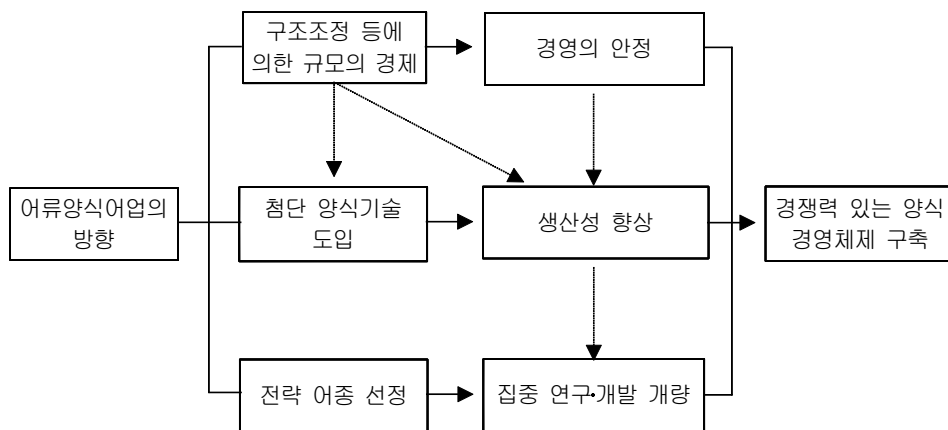 구조조정 등에
의한 규모의 경제
경영의 안정
어류양식어업의
방향
첨단 양식기술
도입
생산성 향상
경쟁력 있는 양식
경영체제 구축
전략 어종 선정
집중 연구·개발 개량